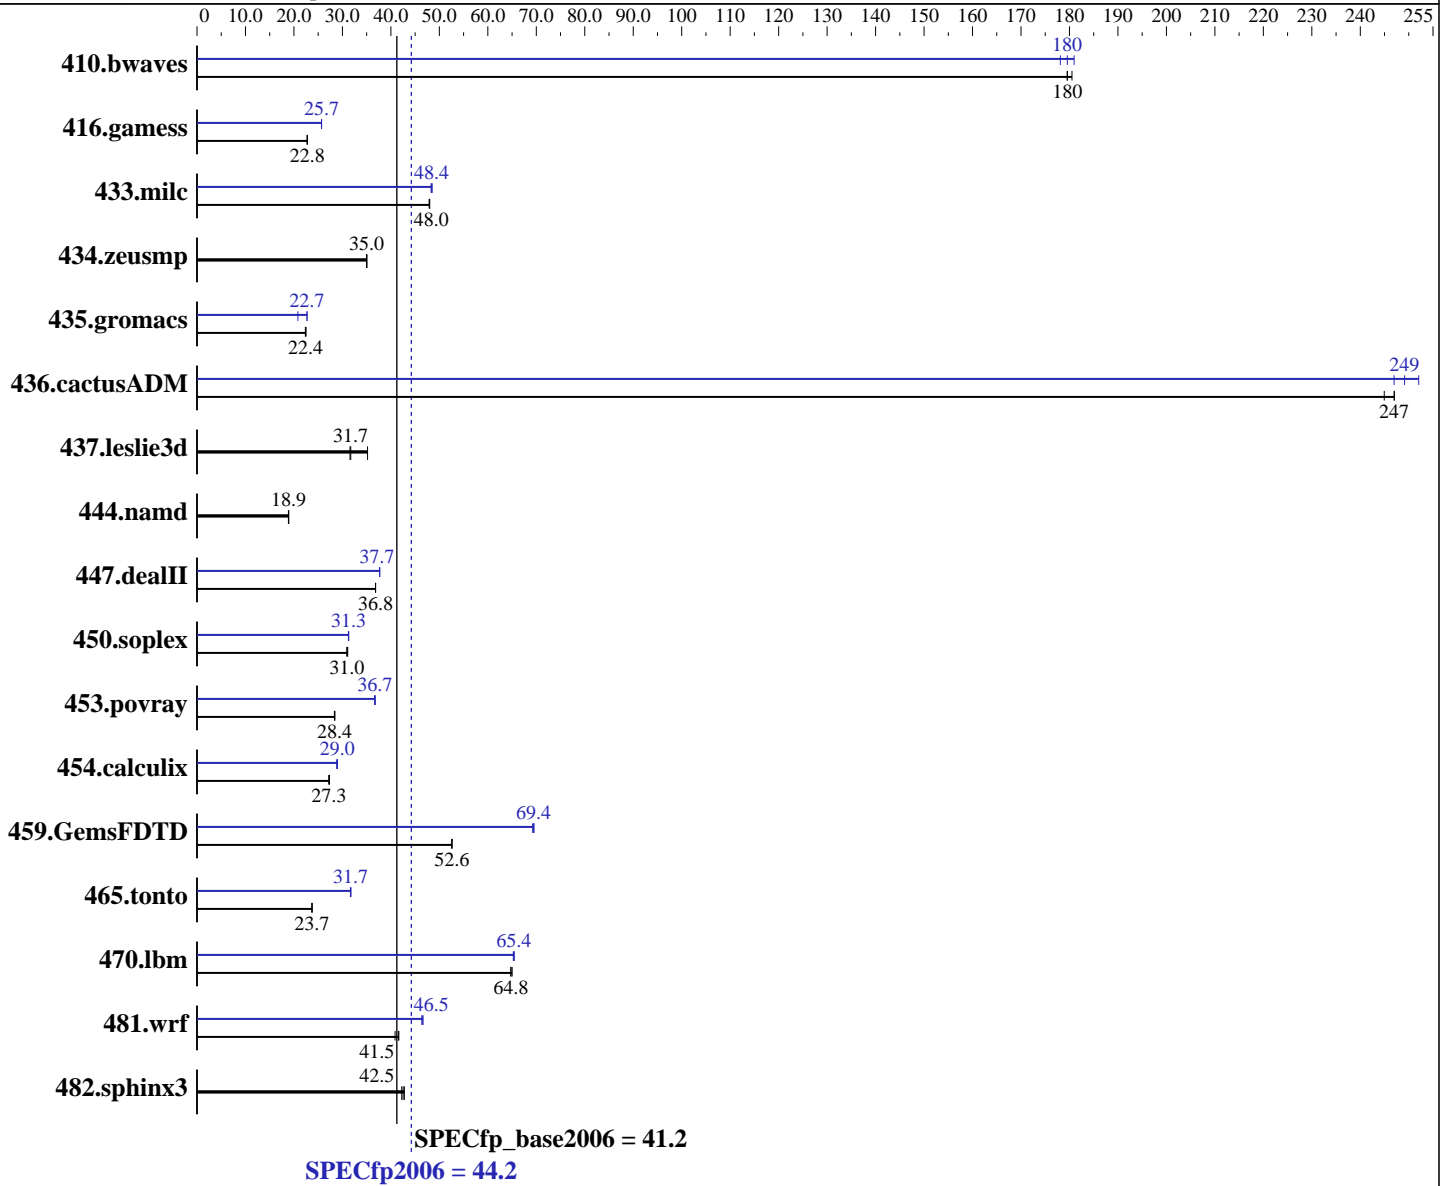 0 10.0 20.0 30.0 40.0 50.0 60.0 70.0 80.0 90.0 100 110 120 130 140 150 160 170 180 190 200 210 220 230 240 255
410.bwaves 180
180
416.gamess 25.7
22.8
433.milc 48.4
48.0
434.zeusmp 35.0
435.gromacs 22.7
22.4
436.cactusADM 249
247
437.leslie3d 31.7
444.namd 18.9
447.dealII 37.7
36.8
450.soplex 31.3
31.0
453.povray 36.7
28.4
454.calculix 29.0
27.3
459.GemsFDTD 69.4
52.6
465.tonto 31.7
23.7
470.lbm 65.4
64.8
481.wrf 46.5
41.5
482.sphinx3 42.5
SPECfp_base2006 = 41.2
SPECfp2006 = 44.2